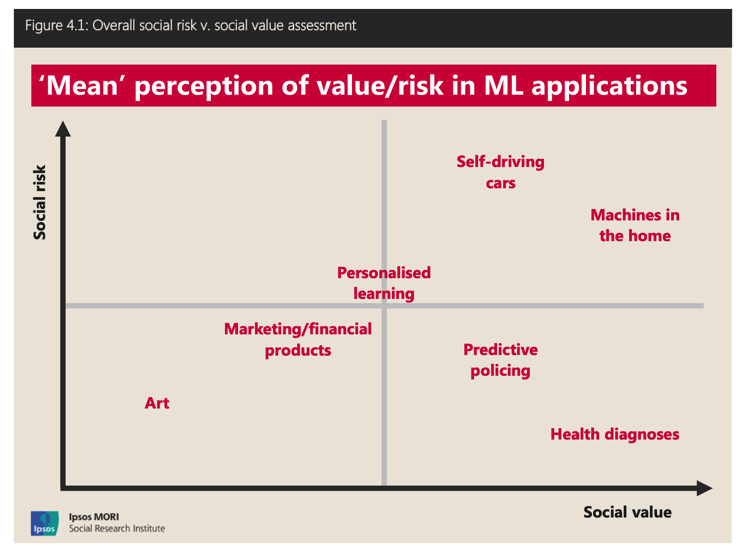 Figure 4.1: Overall social risk v. social value assessment
‘Mean’ perception of value/risk in ML applications
Social risk
Self-driving
cars
Machines in
the home
Personalised
learning
Marketing/financial
products
Predictive
policing
Art
Health diagnoses
Social value
Ipsos
Ipsos MORI
Social Research Institute